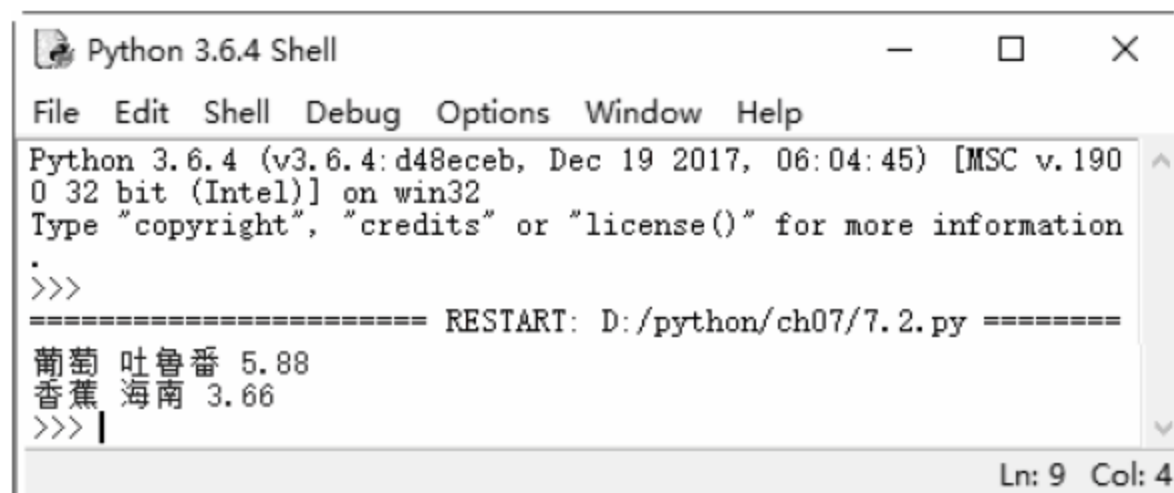 Python 3.6.4 Shell
File Edit Shell Debug Options Window Help
Python 3.6.4 (v3.6.4:d48eceb, Dec 19 2017, 06:04:45) [MSC v.190
0 32 bit (Intel)] on win32
Type "copyright", "credits" or "license()" for more information
.
>>>
======================= RESTART: D:/python/ch07/7.2.py ========
葡萄 吐鲁番 5.88
香蕉 海南 3.66
>>>
Ln: 9 Col: 4